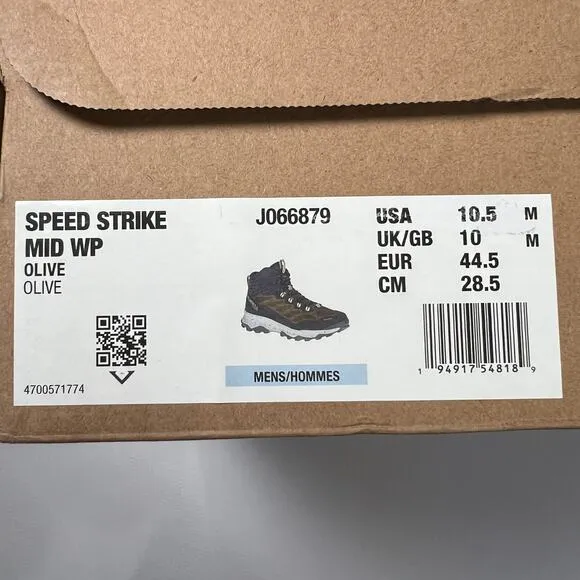 SPEED STRIKE
MID WP
OLIVE
OLIVE
4700571774
J066879
MENS/HOMMES
USA 10.5 M
UK/GB 10 M
EUR 44.5
CM 28.5
1 94917 54818 9